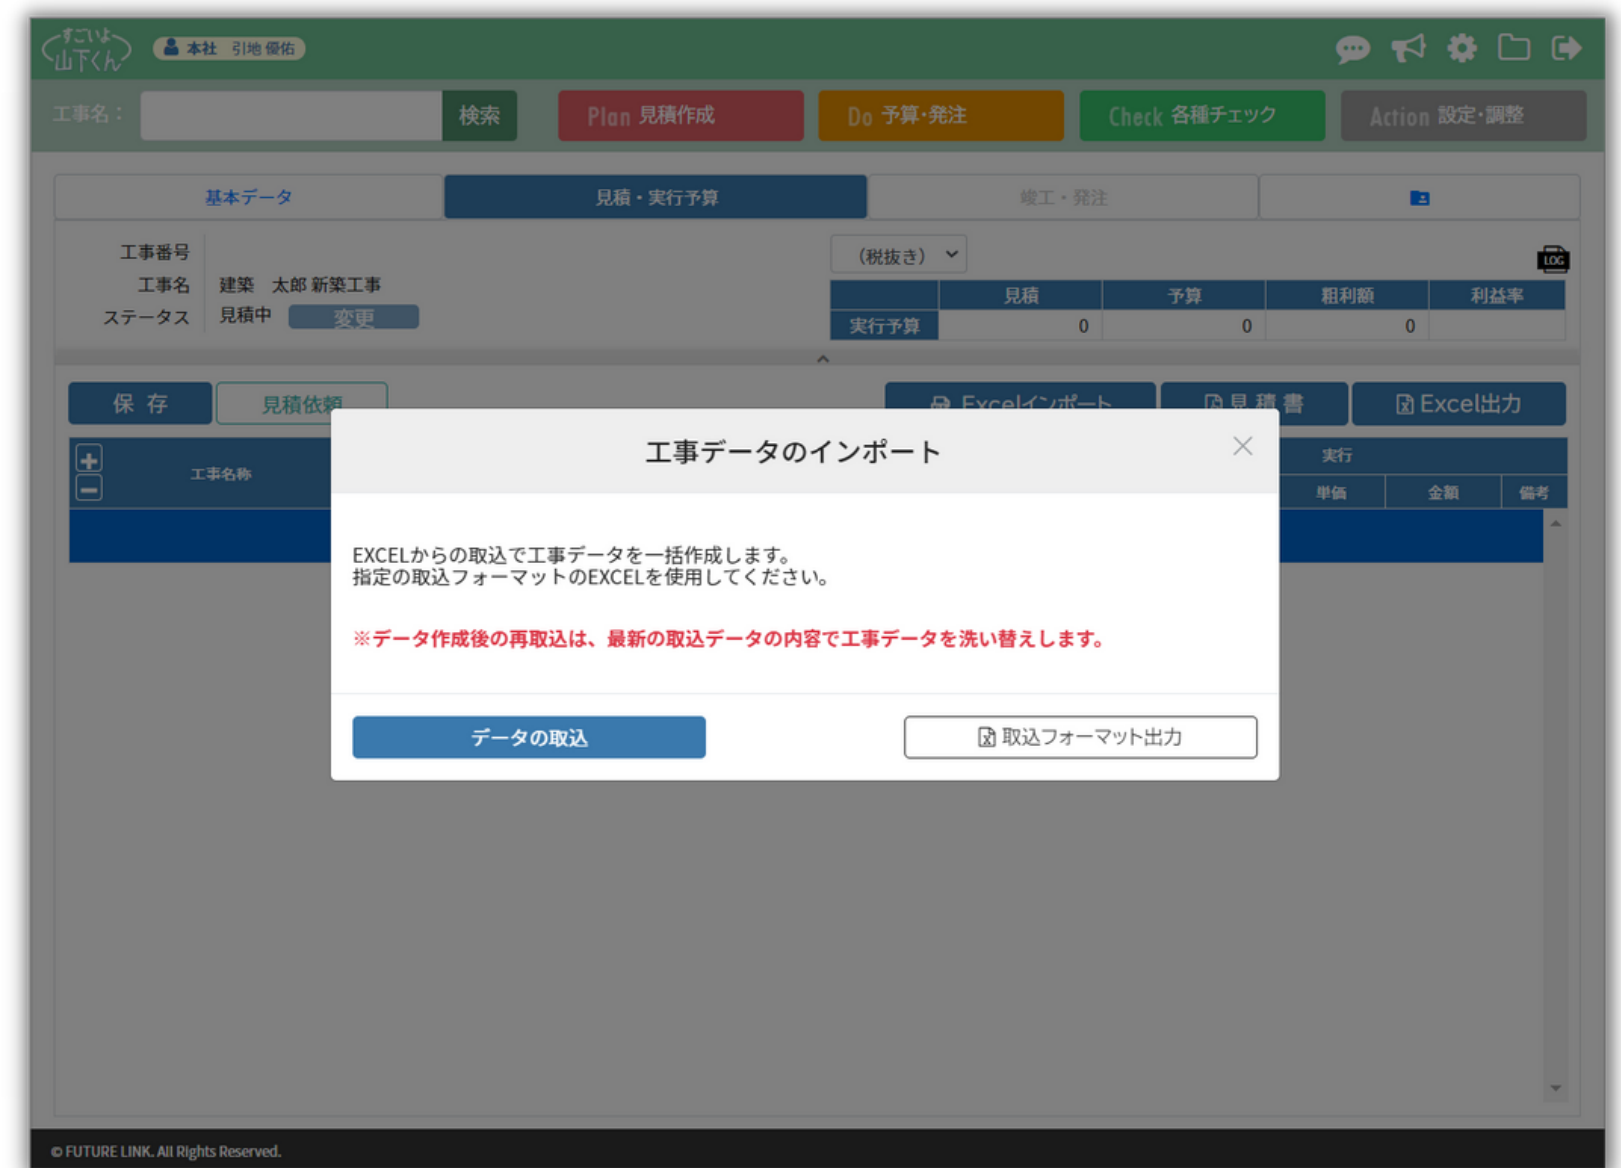 すごいよ
山下くん
本社 引地 優佑
工事名：
検索
Plan 見積作成
Do 予算・発注
Check 各種チェック
Action 設定・調整
基本データ
見積・実行予算
竣工・発注
工事番号
工事名 建築　太郎 新築工事
ステータス 見積中 変更
（税抜き）
LOG
見積 予算 粗利額 利益率
実行予算 0 0 0
保 存
見積依頼
Excelインポート
見 積 書
Excel出力
工事名称
実行
単価 金額 備考
工事データのインポート
EXCELからの取込で工事データを一括作成します。
指定の取込フォーマットのEXCELを使用してください。
※データ作成後の再取込は、最新の取込データの内容で工事データを洗い替えします。
データの取込
取込フォーマット出力
© FUTURE LINK. All Rights Reserved.